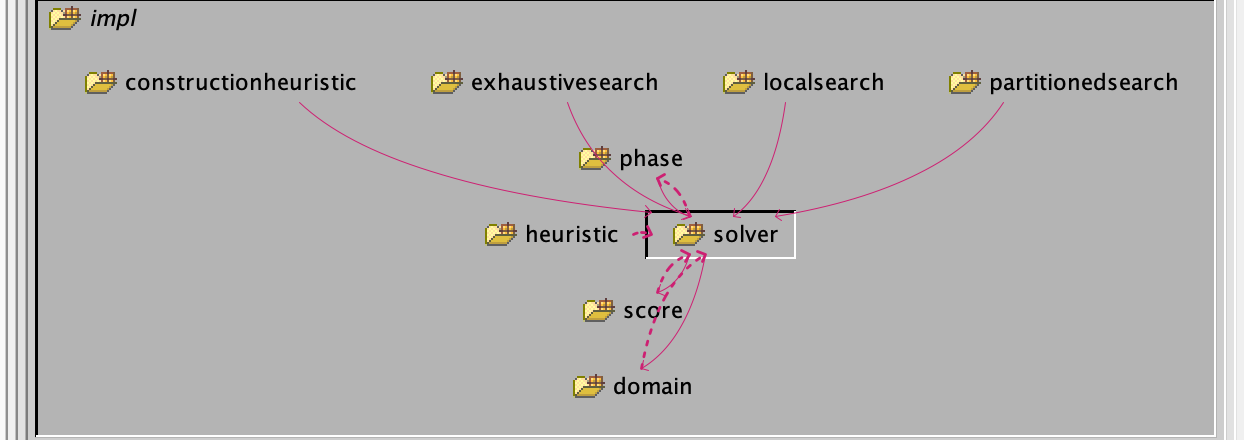 impl
constructionheuristic
exhaustivesearch
localsearch
partitionedsearch
phase
heuristic
solver
score
domain